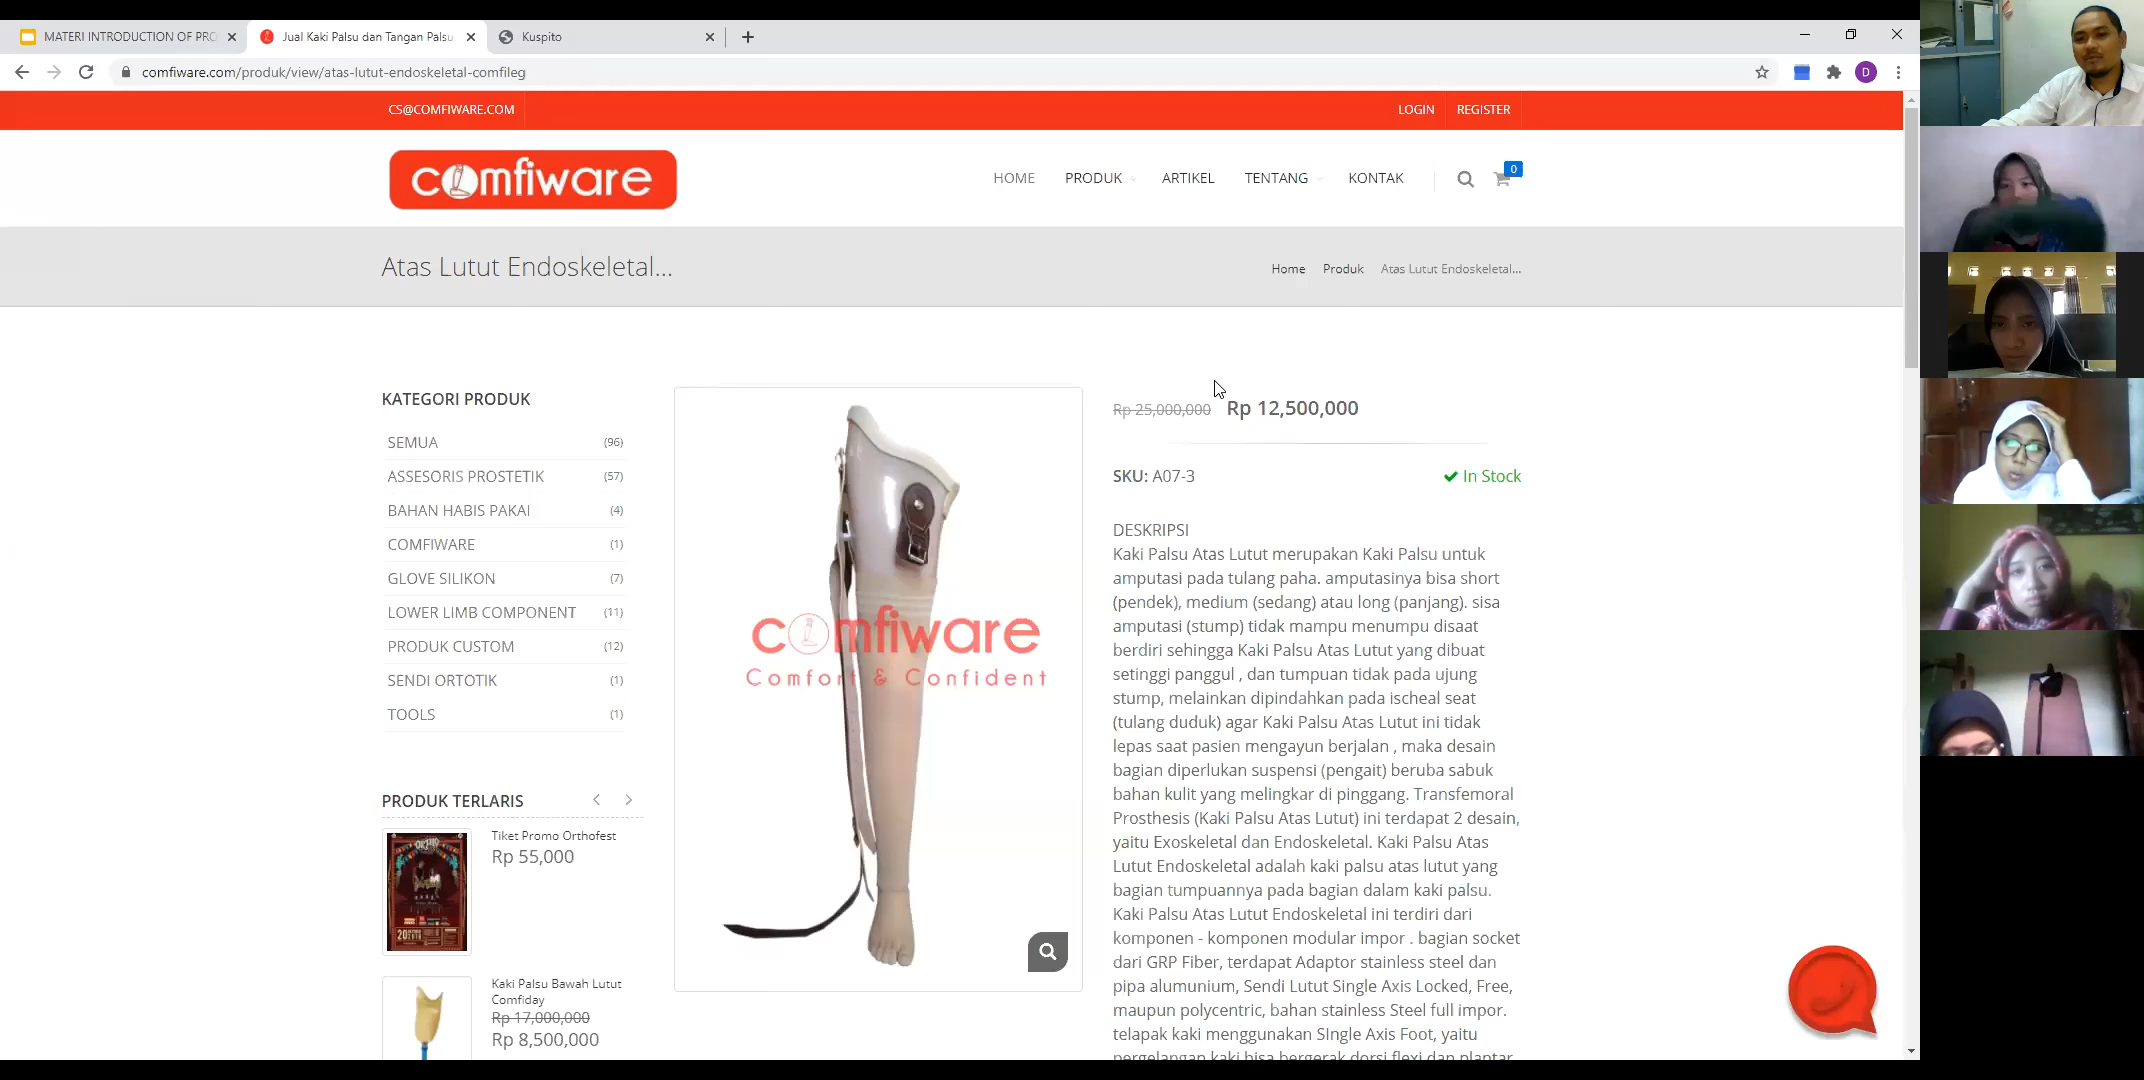 MATERI INTRODUCTION OF PRO
Jual Kaki Palsu dan Tangan Palsu
Kuspito
comfiware.com/produk/view/atas-lutut-endoskeletal-comfileg
D
CS@COMFIWARE.COM
LOGIN
REGISTER
comfiware
HOME
PRODUK
ARTIKEL
TENTANG
KONTAK
0
Atas Lutut Endoskeletal...
Home
Produk
Atas Lutut Endoskeletal...
KATEGORI PRODUK
SEMUA (96)
ASSESORIS PROSTETIK (57)
BAHAN HABIS PAKAI (4)
COMFIWARE (1)
GLOVE SILIKON (7)
LOWER LIMB COMPONENT (11)
PRODUK CUSTOM (12)
SENDI ORTOTIK (1)
TOOLS (1)
PRODUK TERLARIS
Tiket Promo Orthofest
Rp 55,000
Kaki Palsu Bawah Lutut
Comfiday
Rp 17,000,000
Rp 8,500,000
comfiware
Comfort & Confident
Rp 25,000,000 Rp 12,500,000
SKU: A07-3
In Stock
DESKRIPSI
Kaki Palsu Atas Lutut merupakan Kaki Palsu untuk
amputasi pada tulang paha. amputasinya bisa short
(pendek), medium (sedang) atau long (panjang). sisa
amputasi (stump) tidak mampu menumpu disaat
berdiri sehingga Kaki Palsu Atas Lutut yang dibuat
setinggi panggul , dan tumpuan tidak pada ujung
stump, melainkan dipindahkan pada ischeal seat
(tulang duduk) agar Kaki Palsu Atas Lutut ini tidak
lepas saat pasien mengayun berjalan , maka desain
bagian diperlukan suspensi (pengait) beruba sabuk
bahan kulit yang melingkar di pinggang. Transfemoral
Prosthesis (Kaki Palsu Atas Lutut) ini terdapat 2 desain,
yaitu Exoskeletal dan Endoskeletal. Kaki Palsu Atas
Lutut Endoskeletal adalah kaki palsu atas lutut yang
bagian tumpuannya pada bagian dalam kaki palsu.
Kaki Palsu Atas Lutut Endoskeletal ini terdiri dari
komponen - komponen modular impor . bagian socket
dari GRP Fiber, terdapat Adaptor stainless steel dan
pipa alumunium, Sendi Lutut Single Axis Locked, Free,
maupun polycentric, bahan stainless Steel full impor.
telapak kaki menggunakan SIngle Axis Foot, yaitu
pergelangan kaki bisa bergerak dorsi flexi dan plantar